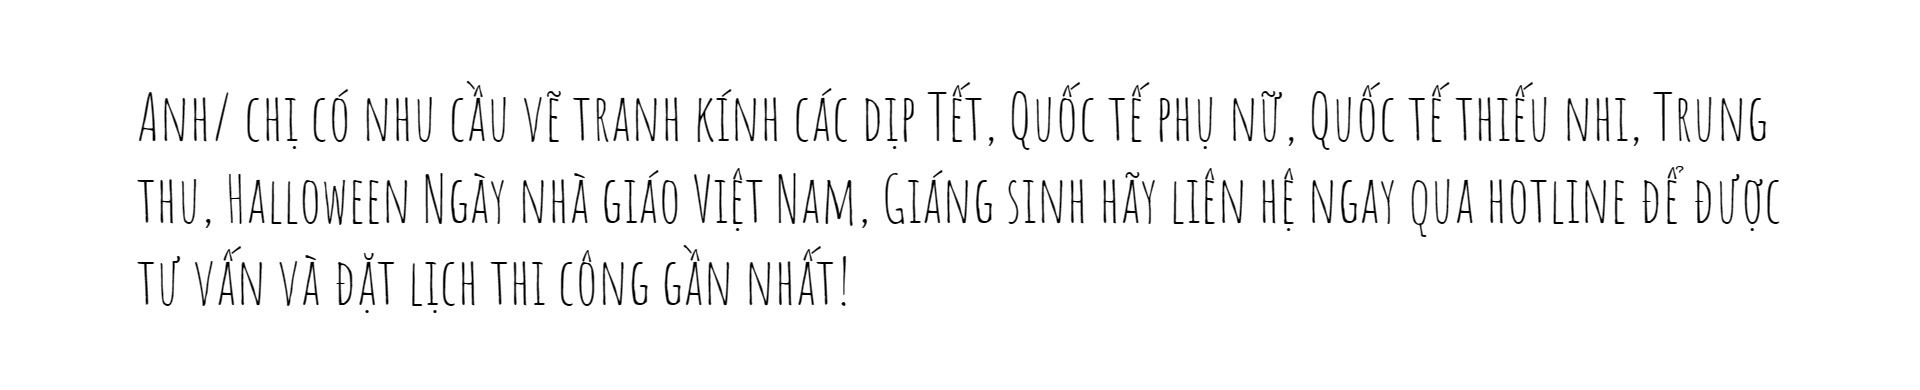 Anh/ chị có nhu cầu vẽ tranh kính các dịp Tết, Quốc tế phụ nữ, Quốc tế thiếu nhi, Trung
thu, Halloween Ngày nhà giáo Việt Nam, Giáng sinh hãy liên hệ ngay qua hotline để được
tư vấn và đặt lịch thi công gần nhất!